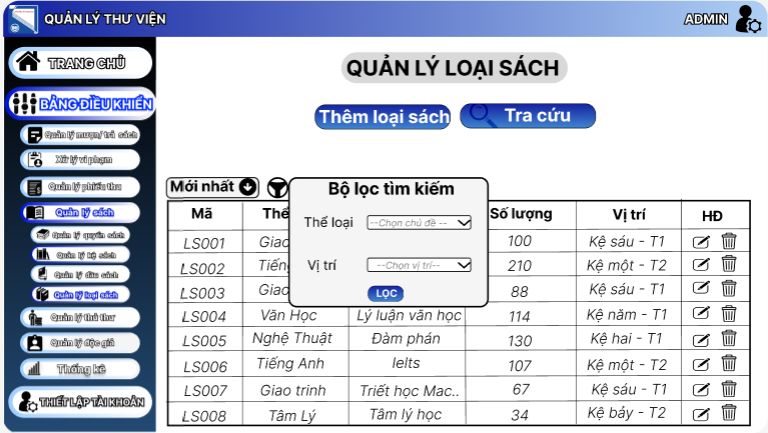 QUẢN LÝ THƯ VIỆN
ADMIN
TRANG CHỦ
BẢNG ĐIỀU KHIỂN
Quản lý mượn/ trả sách
Xử lý vi phạm
Quản lý phiếu thu
Quản lý sách
Quản lý quyển sách
Quản lý kệ sách
Quản lý đầu sách
Quản lý loại sách
Quản lý thủ thư
Quản lý độc giả
Thống kê
THIẾT LẬP TÀI KHOẢN
QUẢN LÝ LOẠI SÁCH
Thêm loại sách
Tra cứu
Mới nhất
Bộ lọc tìm kiếm
Thể loại
--Chọn chủ đề --
Vị trí
--Chọn vị trí--
LỌC
Mã Thể Số lượng Vị trí HĐ
LS001 Giao 100 Kệ sáu - T1
LS002 Tiếng 210 Kệ một - T2
LS003 Giao 88 Kệ sáu - T1
LS004 Văn Học Lý luận văn học 114 Kệ năm - T1
LS005 Nghệ Thuật Đàm phán 130 Kệ hai - T1
LS006 Tiếng Anh Ielts 107 Kệ một - T2
LS007 Giao trinh Triết học Mac.. 67 Kệ sáu - T1
LS008 Tâm Lý Tâm lý học 34 Kệ bảy - T2